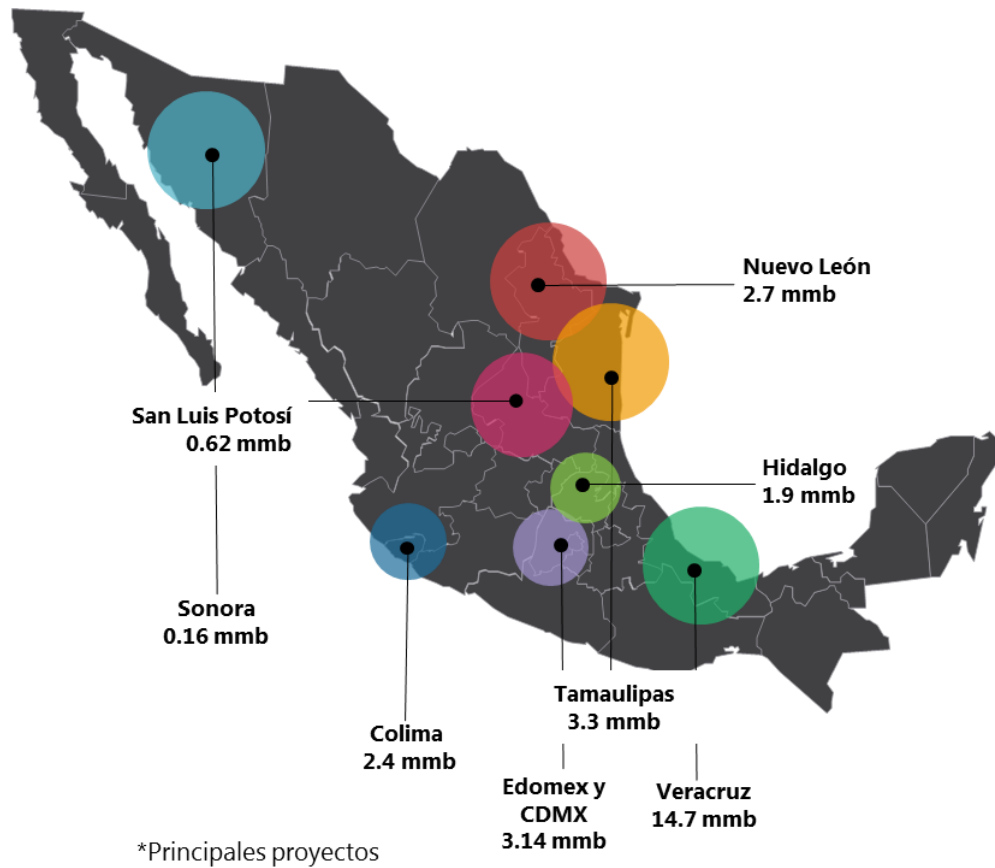 Nuevo León
2.7 mmb
San Luis Potosí
0.62 mmb
Hidalgo
1.9 mmb
Sonora
0.16 mmb
Tamaulipas
3.3 mmb
Colima
2.4 mmb
Edomex y
CDMX
3.14 mmb
Veracruz
14.7 mmb
*Principales proyectos